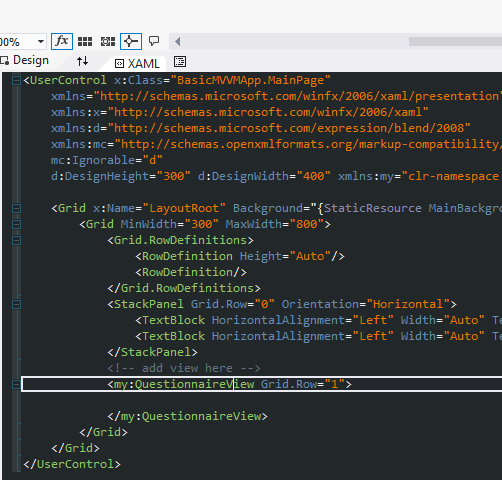 00%
fx
Design
XAML
<UserControl x:Class="BasicMVVMApp.MainPage"
xmlns="http://schemas.microsoft.com/winfx/2006/xaml/presentation"
xmlns:x="http://schemas.microsoft.com/winfx/2006/xaml"
xmlns:d="http://schemas.microsoft.com/expression/blend/2008"
xmlns:mc="http://schemas.openxmlformats.org/markup-compatibility/
mc:Ignorable="d"
d:DesignHeight="300" d:DesignWidth="400" xmlns:my="clr-namespace
<Grid x:Name="LayoutRoot" Background="{StaticResource MainBackgro
<Grid MinWidth="300" MaxWidth="800">
<Grid.RowDefinitions>
<RowDefinition Height="Auto"/>
<RowDefinition/>
</Grid.RowDefinitions>
<StackPanel Grid.Row="0" Orientation="Horizontal">
<TextBlock HorizontalAlignment="Left" Width="Auto" Te
<TextBlock HorizontalAlignment="Left" Width="Auto" Te
</StackPanel>
<!-- add view here -->
<my:QuestionnaireView Grid.Row="1">
</my:QuestionnaireView>
</Grid>
</Grid>
</UserControl>